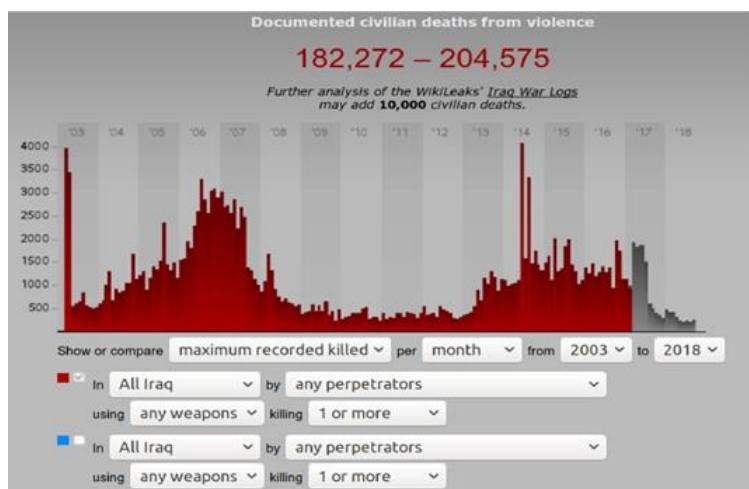 Documented civilian deaths from violence
182,272 – 204,575
Further analysis of the WikiLeaks' Iraq War Logs
may add 10,000 civilian deaths.
'03 '04 '05 '06 '07 '08 '09 '10 '11 '12 '13 '14 '15 '16 '17 '18
4000
3500
3000
2500
2000
1500
1000
500
Show or compare maximum recorded killed per month from 2003 to 2018
In All Iraq by any perpetrators
using any weapons killing 1 or more
In All Iraq by any perpetrators
using any weapons killing 1 or more